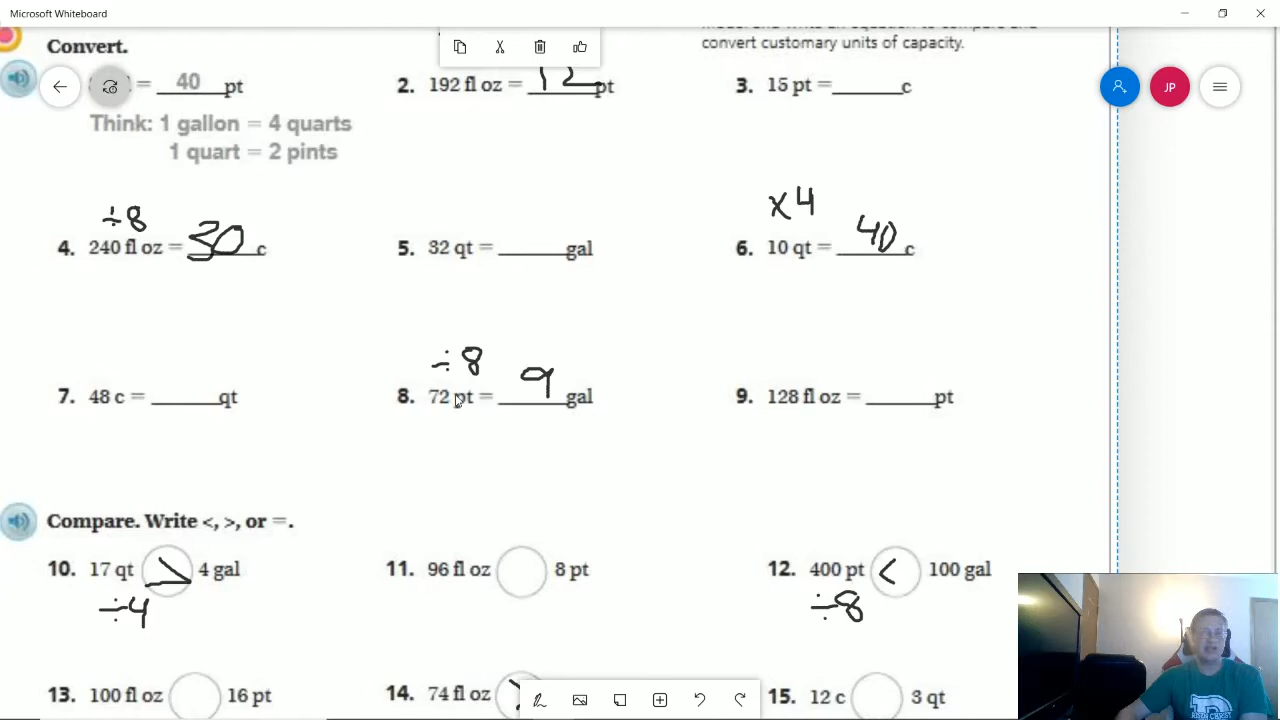 Microsoft Whiteboard
Convert.
convert customary units of capacity.
= 40 pt
2. 192 fl oz = 12 pt
3. 15 pt = ______c
JP
Think: 1 gallon = 4 quarts
1 quart = 2 pints
÷8
x4
4. 240 fl oz = 30 c
5. 32 qt = ______gal
6. 10 qt = 40 c
÷8
7. 48 c = ______qt
8. 72 pt = 9 gal
9. 128 fl oz = ______pt
Compare. Write <, >, or =.
10. 17 qt > 4 gal
11. 96 fl oz 8 pt
12. 400 pt < 100 gal
÷4
÷8
13. 100 fl oz 16 pt
14. 74 fl oz
15. 12 c 3 qt